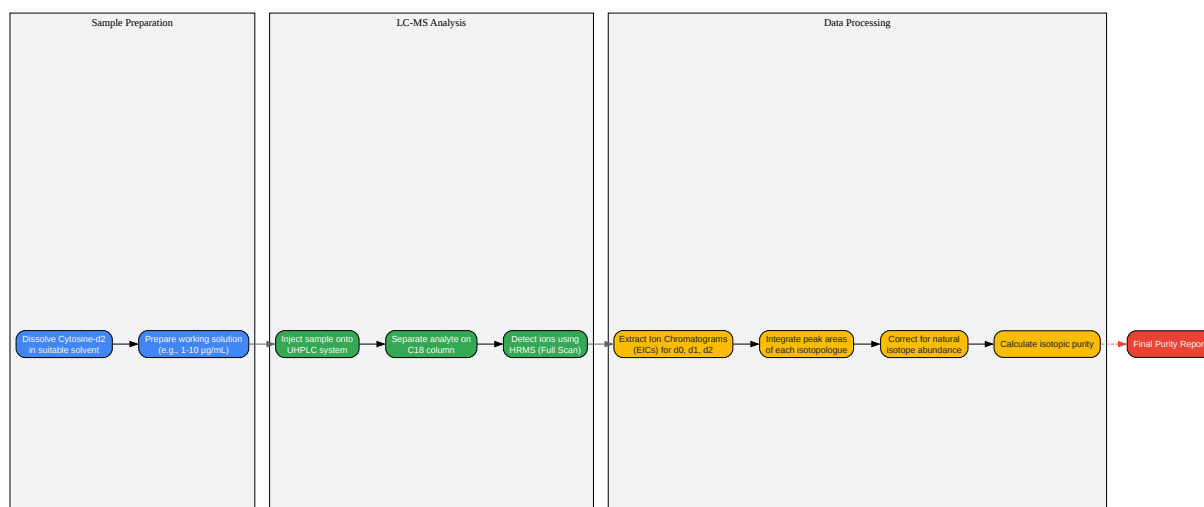 Sample Preparation
LC-MS Analysis
Data Processing
Dissolve Cytosine-d2
in suitable solvent
Prepare working solution
(e.g., 1-10 µg/mL)
Inject sample onto
UHPLC system
Separate analyte on
C18 column
Detect ions using
HRMS (Full Scan)
Extract Ion Chromatograms
(EICs) for d0, d1, d2
Integrate peak areas
of each isotopologue
Correct for natural
isotope abundance
Calculate isotopic purity
Final Purity Report